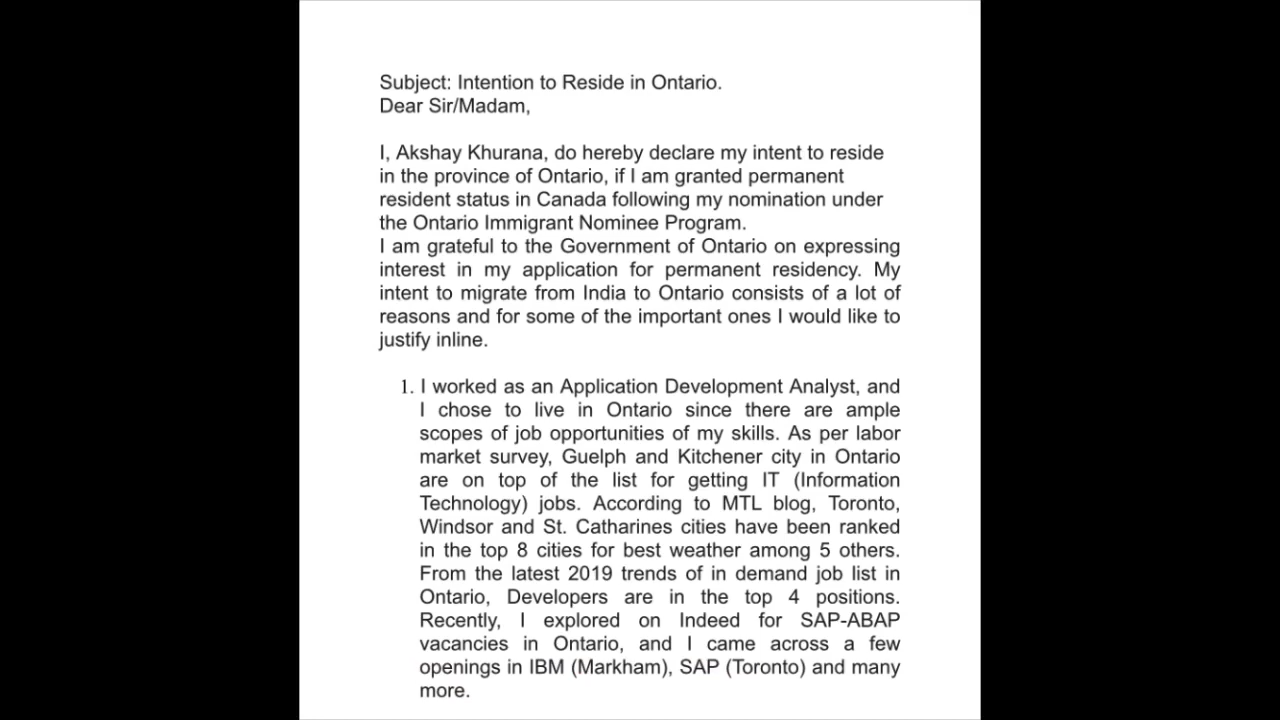 Subject: Intention to Reside in Ontario.
Dear Sir/Madam,
I, Akshay Khurana, do hereby declare my intent to reside
in the province of Ontario, if I am granted permanent
resident status in Canada following my nomination under
the Ontario Immigrant Nominee Program.
I am grateful to the Government of Ontario on expressing
interest in my application for permanent residency. My
intent to migrate from India to Ontario consists of a lot of
reasons and for some of the important ones I would like to
justify inline.
1. I worked as an Application Development Analyst, and
I chose to live in Ontario since there are ample
scopes of job opportunities of my skills. As per labor
market survey, Guelph and Kitchener city in Ontario
are on top of the list for getting IT (Information
Technology) jobs. According to MTL blog, Toronto,
Windsor and St. Catharines cities have been ranked
in the top 8 cities for best weather among 5 others.
From the latest 2019 trends of in demand job list in
Ontario, Developers are in the top 4 positions.
Recently, I explored on Indeed for SAP-ABAP
vacancies in Ontario, and I came across a few
openings in IBM (Markham), SAP (Toronto) and many
more.